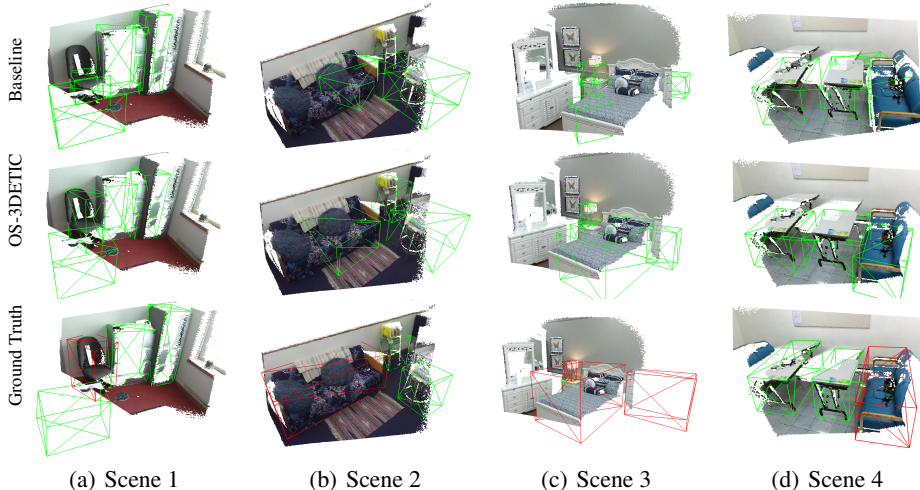 Baseline
OS-3DETIC
Ground Truth
(a) Scene 1
(b) Scene 2
(c) Scene 3
(d) Scene 4